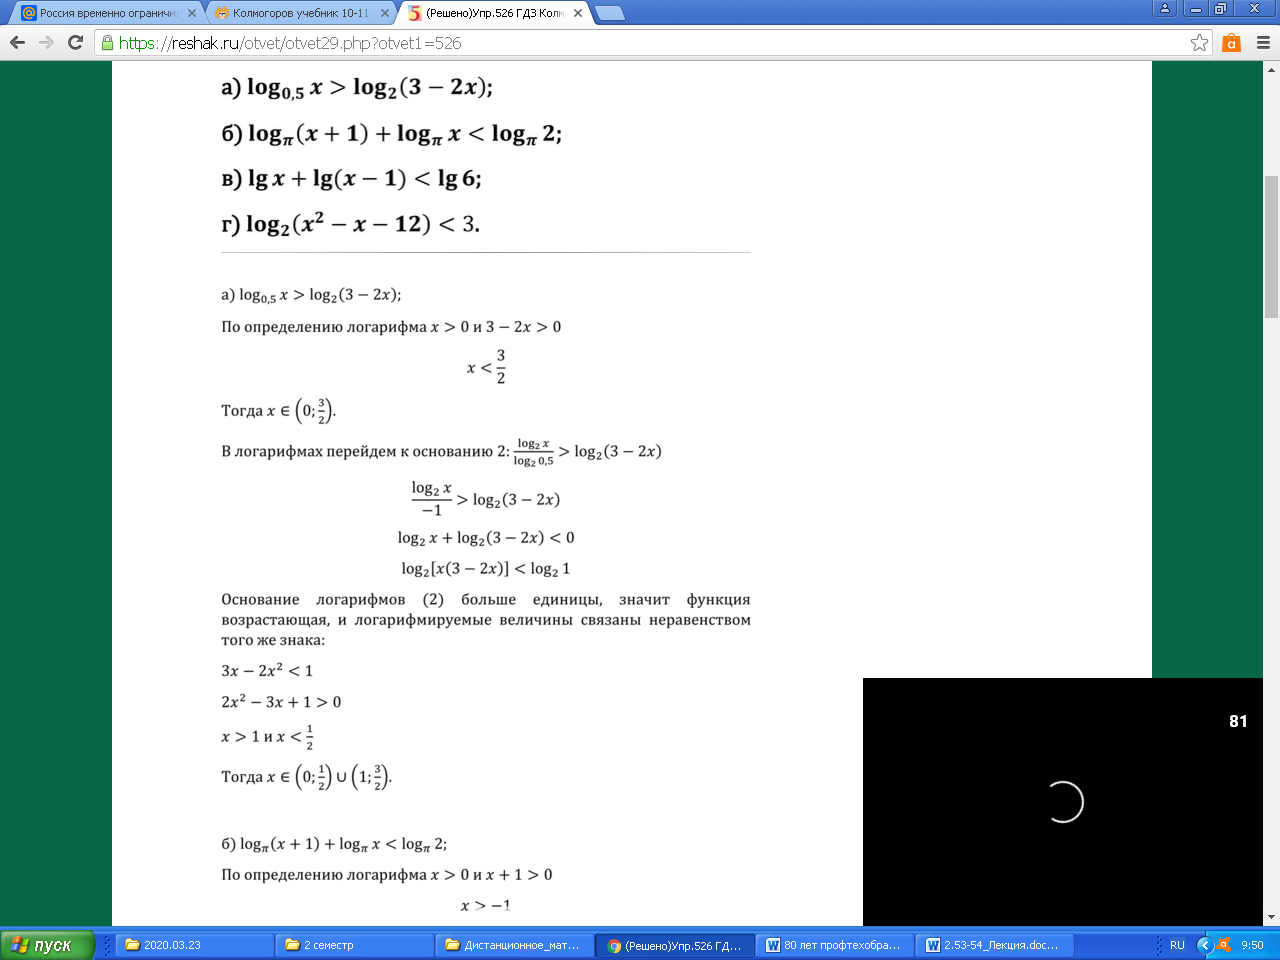 Россия временно ограничи
Колмогоров учебник 10-11
(Решено)Упр.526 ГДЗ Колм
https://reshak.ru/otvet/otvet29.php?otvet1=526
а) log₀,₅ x > log₂(3 − 2x);
б) log_π(x + 1) + log_π x < log_π 2;
в) lg x + lg(x − 1) < lg 6;
г) log₂(x² − x − 12) < 3.
а) log₀,₅ x > log₂(3 − 2x);
По определению логарифма x > 0 и 3 − 2x > 0
x < 3/2
Тогда x ∈ (0; 3/2).
В логарифмах перейдем к основанию 2: log₂ x / log₂ 0,5 > log₂(3 − 2x)
log₂ x / −1 > log₂(3 − 2x)
log₂ x + log₂(3 − 2x) < 0
log₂[x(3 − 2x)] < log₂ 1
Основание логарифмов (2) больше единицы, значит функция
возрастающая, и логарифмируемые величины связаны неравенством
того же знака:
3x − 2x² < 1
2x² − 3x + 1 > 0
x > 1 и x < 1/2
Тогда x ∈ (0; 1/2) ∪ (1; 3/2).
81
б) log_π(x + 1) + log_π x < log_π 2;
По определению логарифма x > 0 и x + 1 > 0
x > −1
пуск
2020.03.23
2 семестр
Дистанционное_мат...
(Решено)Упр.526 ГД...
80 лет профтехобра...
2.53-54_Лекция.doc...
RU
9:50